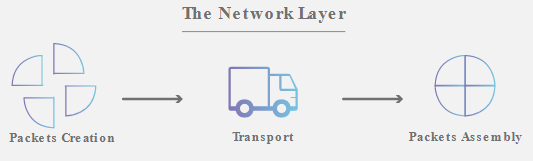 The Network Layer
Packets Creation
Transport
Packets Assembly